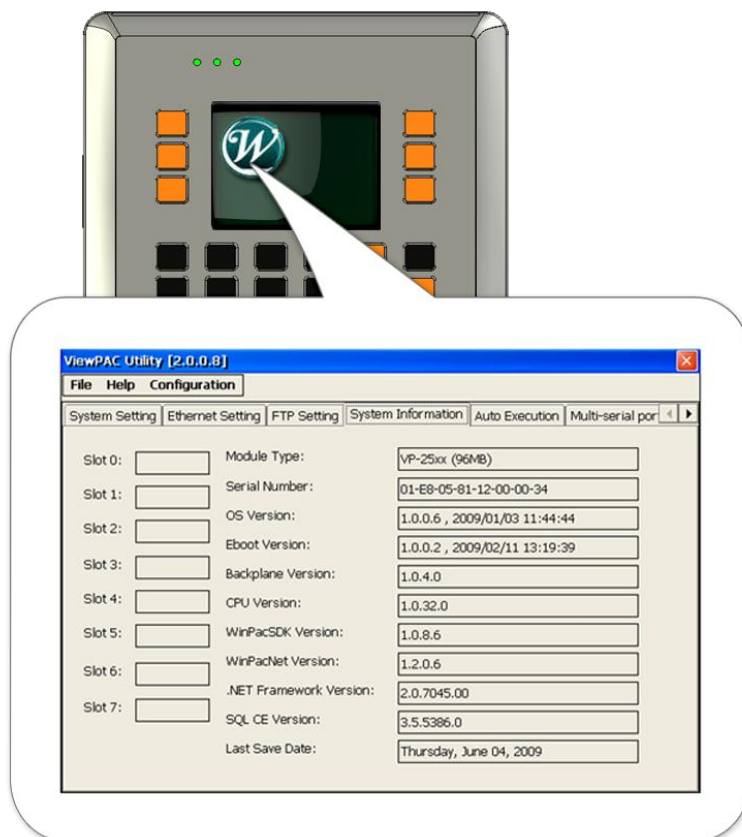 W
ViewPAC Utility [2.0.0.8]
File Help Configuration
System Setting Ethernet Setting FTP Setting System Information Auto Execution Multi-serial por
Slot 0:
Slot 1:
Slot 2:
Slot 3:
Slot 4:
Slot 5:
Slot 6:
Slot 7:
Module Type: VP-25xx (96MB)
Serial Number: 01-E8-05-81-12-00-00-34
OS Version: 1.0.0.6 , 2009/01/03 11:44:44
Eboot Version: 1.0.0.2 , 2009/02/11 13:19:39
Backplane Version: 1.0.4.0
CPU Version: 1.0.32.0
WinPacSDK Version: 1.0.8.6
WinPacNet Version: 1.2.0.6
.NET Framework Version: 2.0.7045.00
SQL CE Version: 3.5.5386.0
Last Save Date: Thursday, June 04, 2009